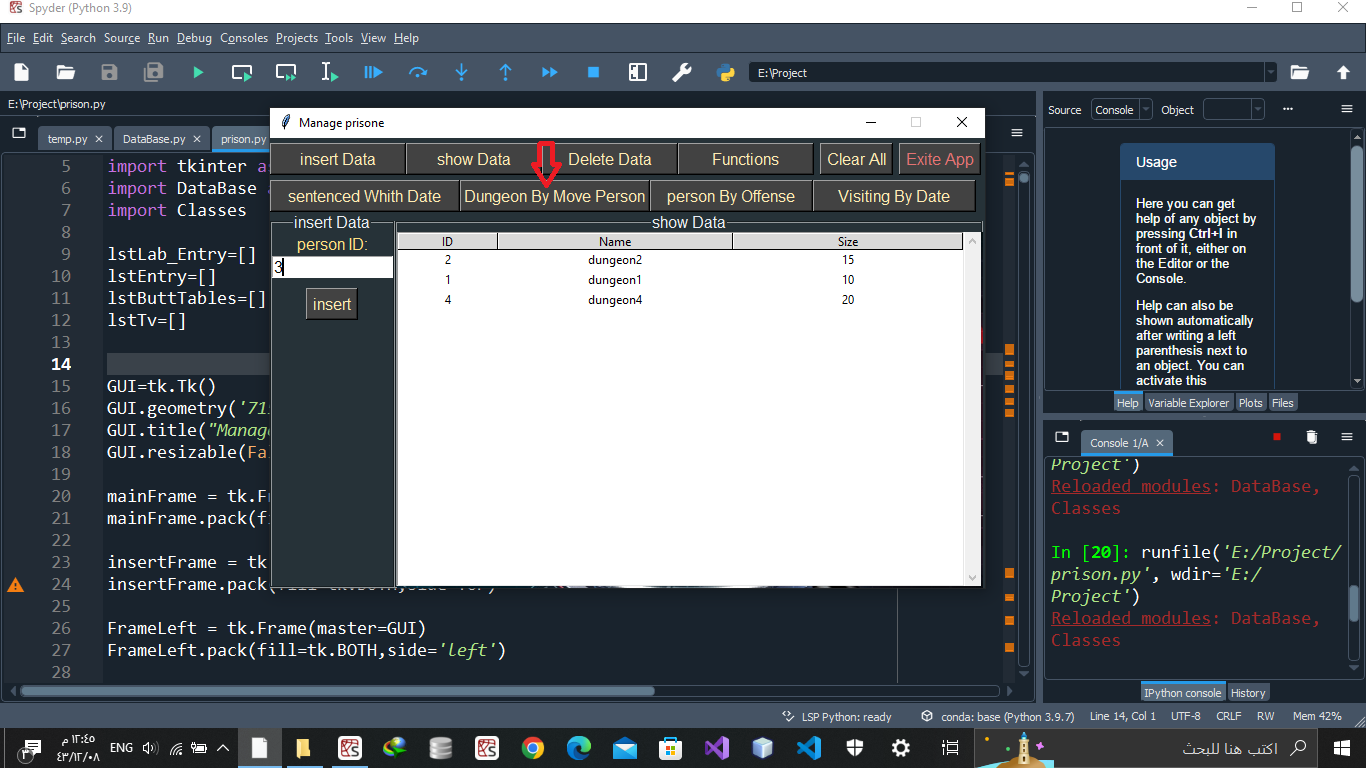 Spyder (Python 3.9)
File Edit Search Source Run Debug Consoles Projects Tools View Help
E:\Project
E:\Project\prison.py
temp.py
DataBase.py
prison.py
5 import tkinter as
6 import DataBase
7 import Classes
8
9 lstLab_Entry=[]
10 lstEntry=[]
11 lstButtTables=[]
12 lstTv=[]
13
14
15 GUI=tk.Tk()
16 GUI.geometry('71
17 GUI.title("Manag
18 GUI.resizable(Fa
19
20 mainFrame = tk.F
21 mainFrame.pack(f
22
23 insertFrame = tk
24 insertFrame.pack(
25
26 FrameLeft = tk.Frame(master=GUI)
27 FrameLeft.pack(fill=tk.BOTH,side='left')
28
Manage prisone
insert Data show Data Delete Data Functions Clear All Exite App
sentenced Whith Date Dungeon By Move Person person By Offense Visiting By Date
insert Data
person ID:
3
insert
show Data
ID Name Size
2 dungeon2 15
1 dungeon1 10
4 dungeon4 20
Source Console Object
Usage
Here you can get
help of any object by
pressing Ctrl+I in
front of it, either on
the Editor or the
Console.
Help can also be
shown automatically
after writing a left
parenthesis next to
an object. You can
activate this
Help Variable Explorer Plots Files
Console 1/A
Project')
Reloaded modules: DataBase,
Classes
In [20]: runfile('E:/Project/
prison.py', wdir='E:/
Project')
Reloaded modules: DataBase,
Classes
IPython console History
LSP Python: ready conda: base (Python 3.9.7) Line 14, Col 1 UTF-8 CRLF RW Mem 42%
٣
١٢:٤٥ م
٤٣/١٢/٠٨
ENG
اكتب هنا للبحث